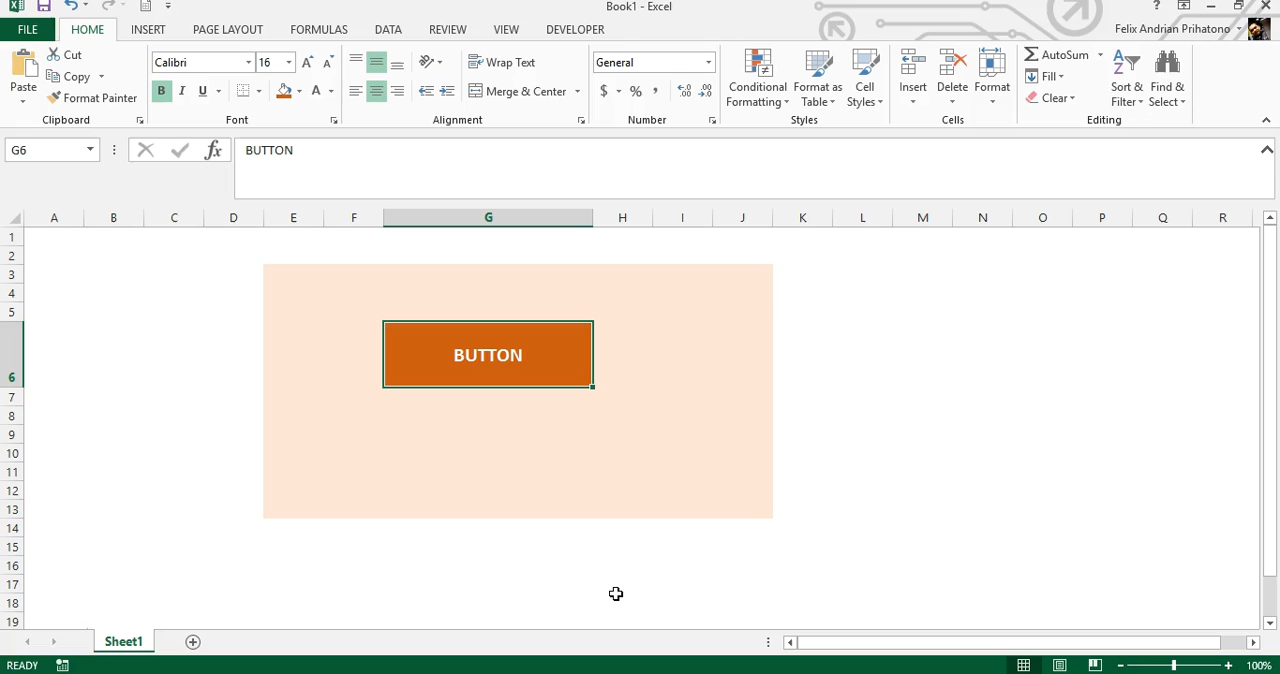 Book1 - Excel
?
FILE HOME INSERT PAGE LAYOUT FORMULAS DATA REVIEW VIEW DEVELOPER Felix Andrian Prihatono
Paste
Cut
Copy
Format Painter
Clipboard
Calibri
B I U A
Font
Wrap Text
Merge & Center
Alignment
General
$ % ,
Number
Conditional Formatting
Format as Table
Cell Styles
Styles
Insert Delete Format
Cells
AutoSum
Fill
Clear
Sort & Filter
Find & Select
Editing
G6 fx BUTTON
A B C D E F G H I J K L M N O P Q R
1
2
3
4
5
6
7
8
9
10
11
12
13
14
15
16
17
18
19
BUTTON
Sheet1
READY 100%